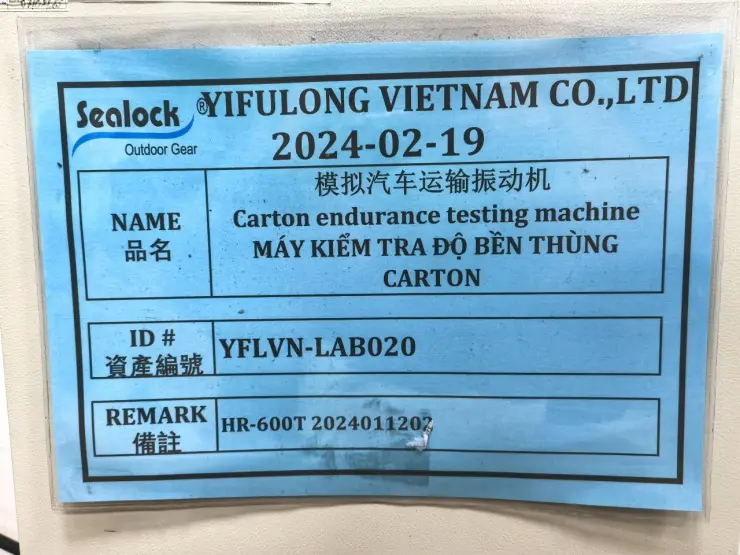 Sealock® YIFULONG VIETNAM CO.,LTD
Outdoor Gear
2024-02-19
NAME
品名
模拟汽车运输振动机
Carton endurance testing machine
MÁY KIỂM TRA ĐỘ BỀN THÙNG
CARTON
ID #
資產編號
YFLVN-LAB020
REMARK
備註
HR-600T 2024011202